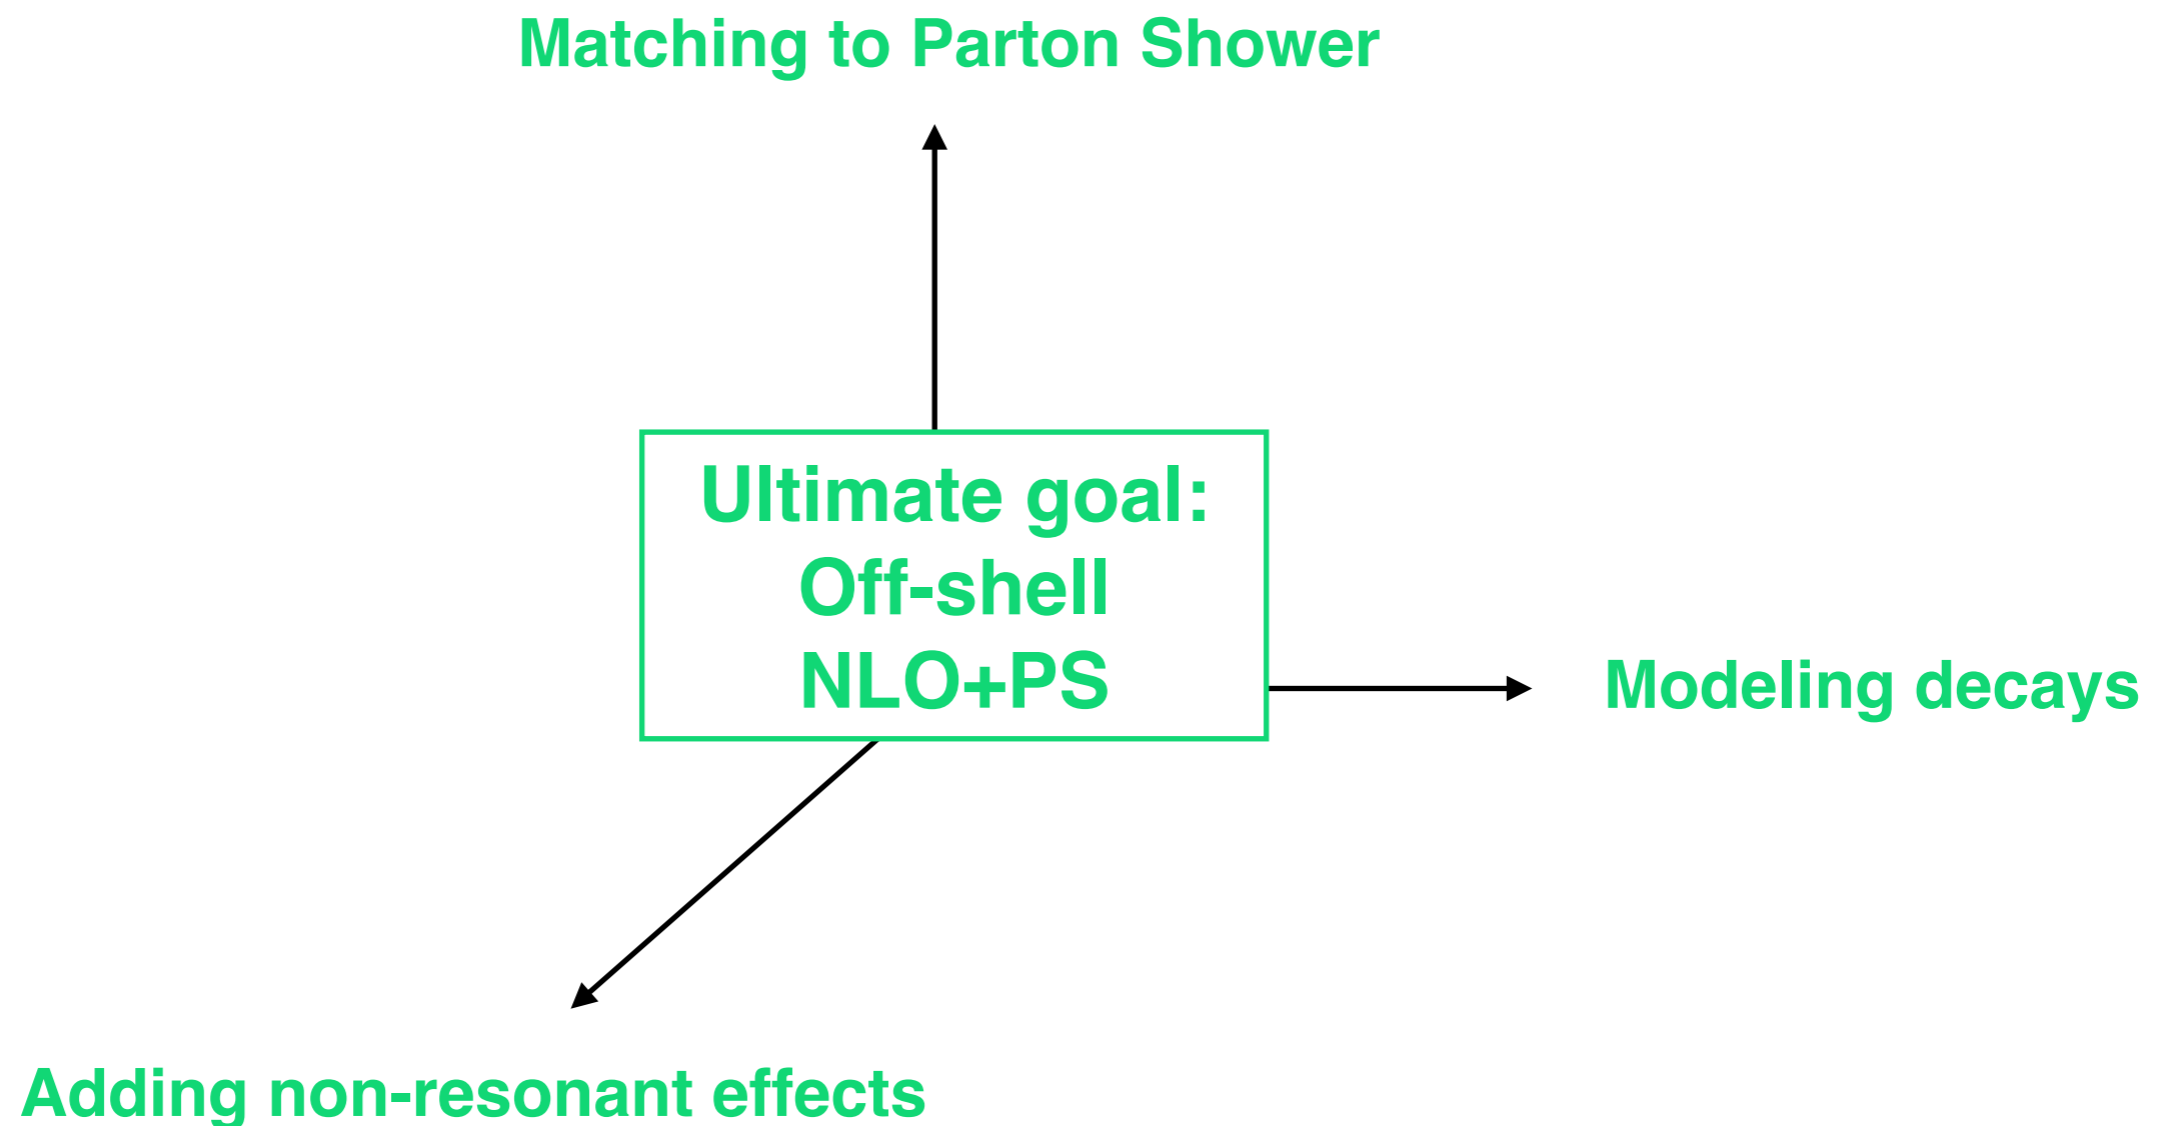 Matching to Parton Shower
Ultimate goal:
Off-shell
NLO+PS
Modeling decays
Adding non-resonant effects